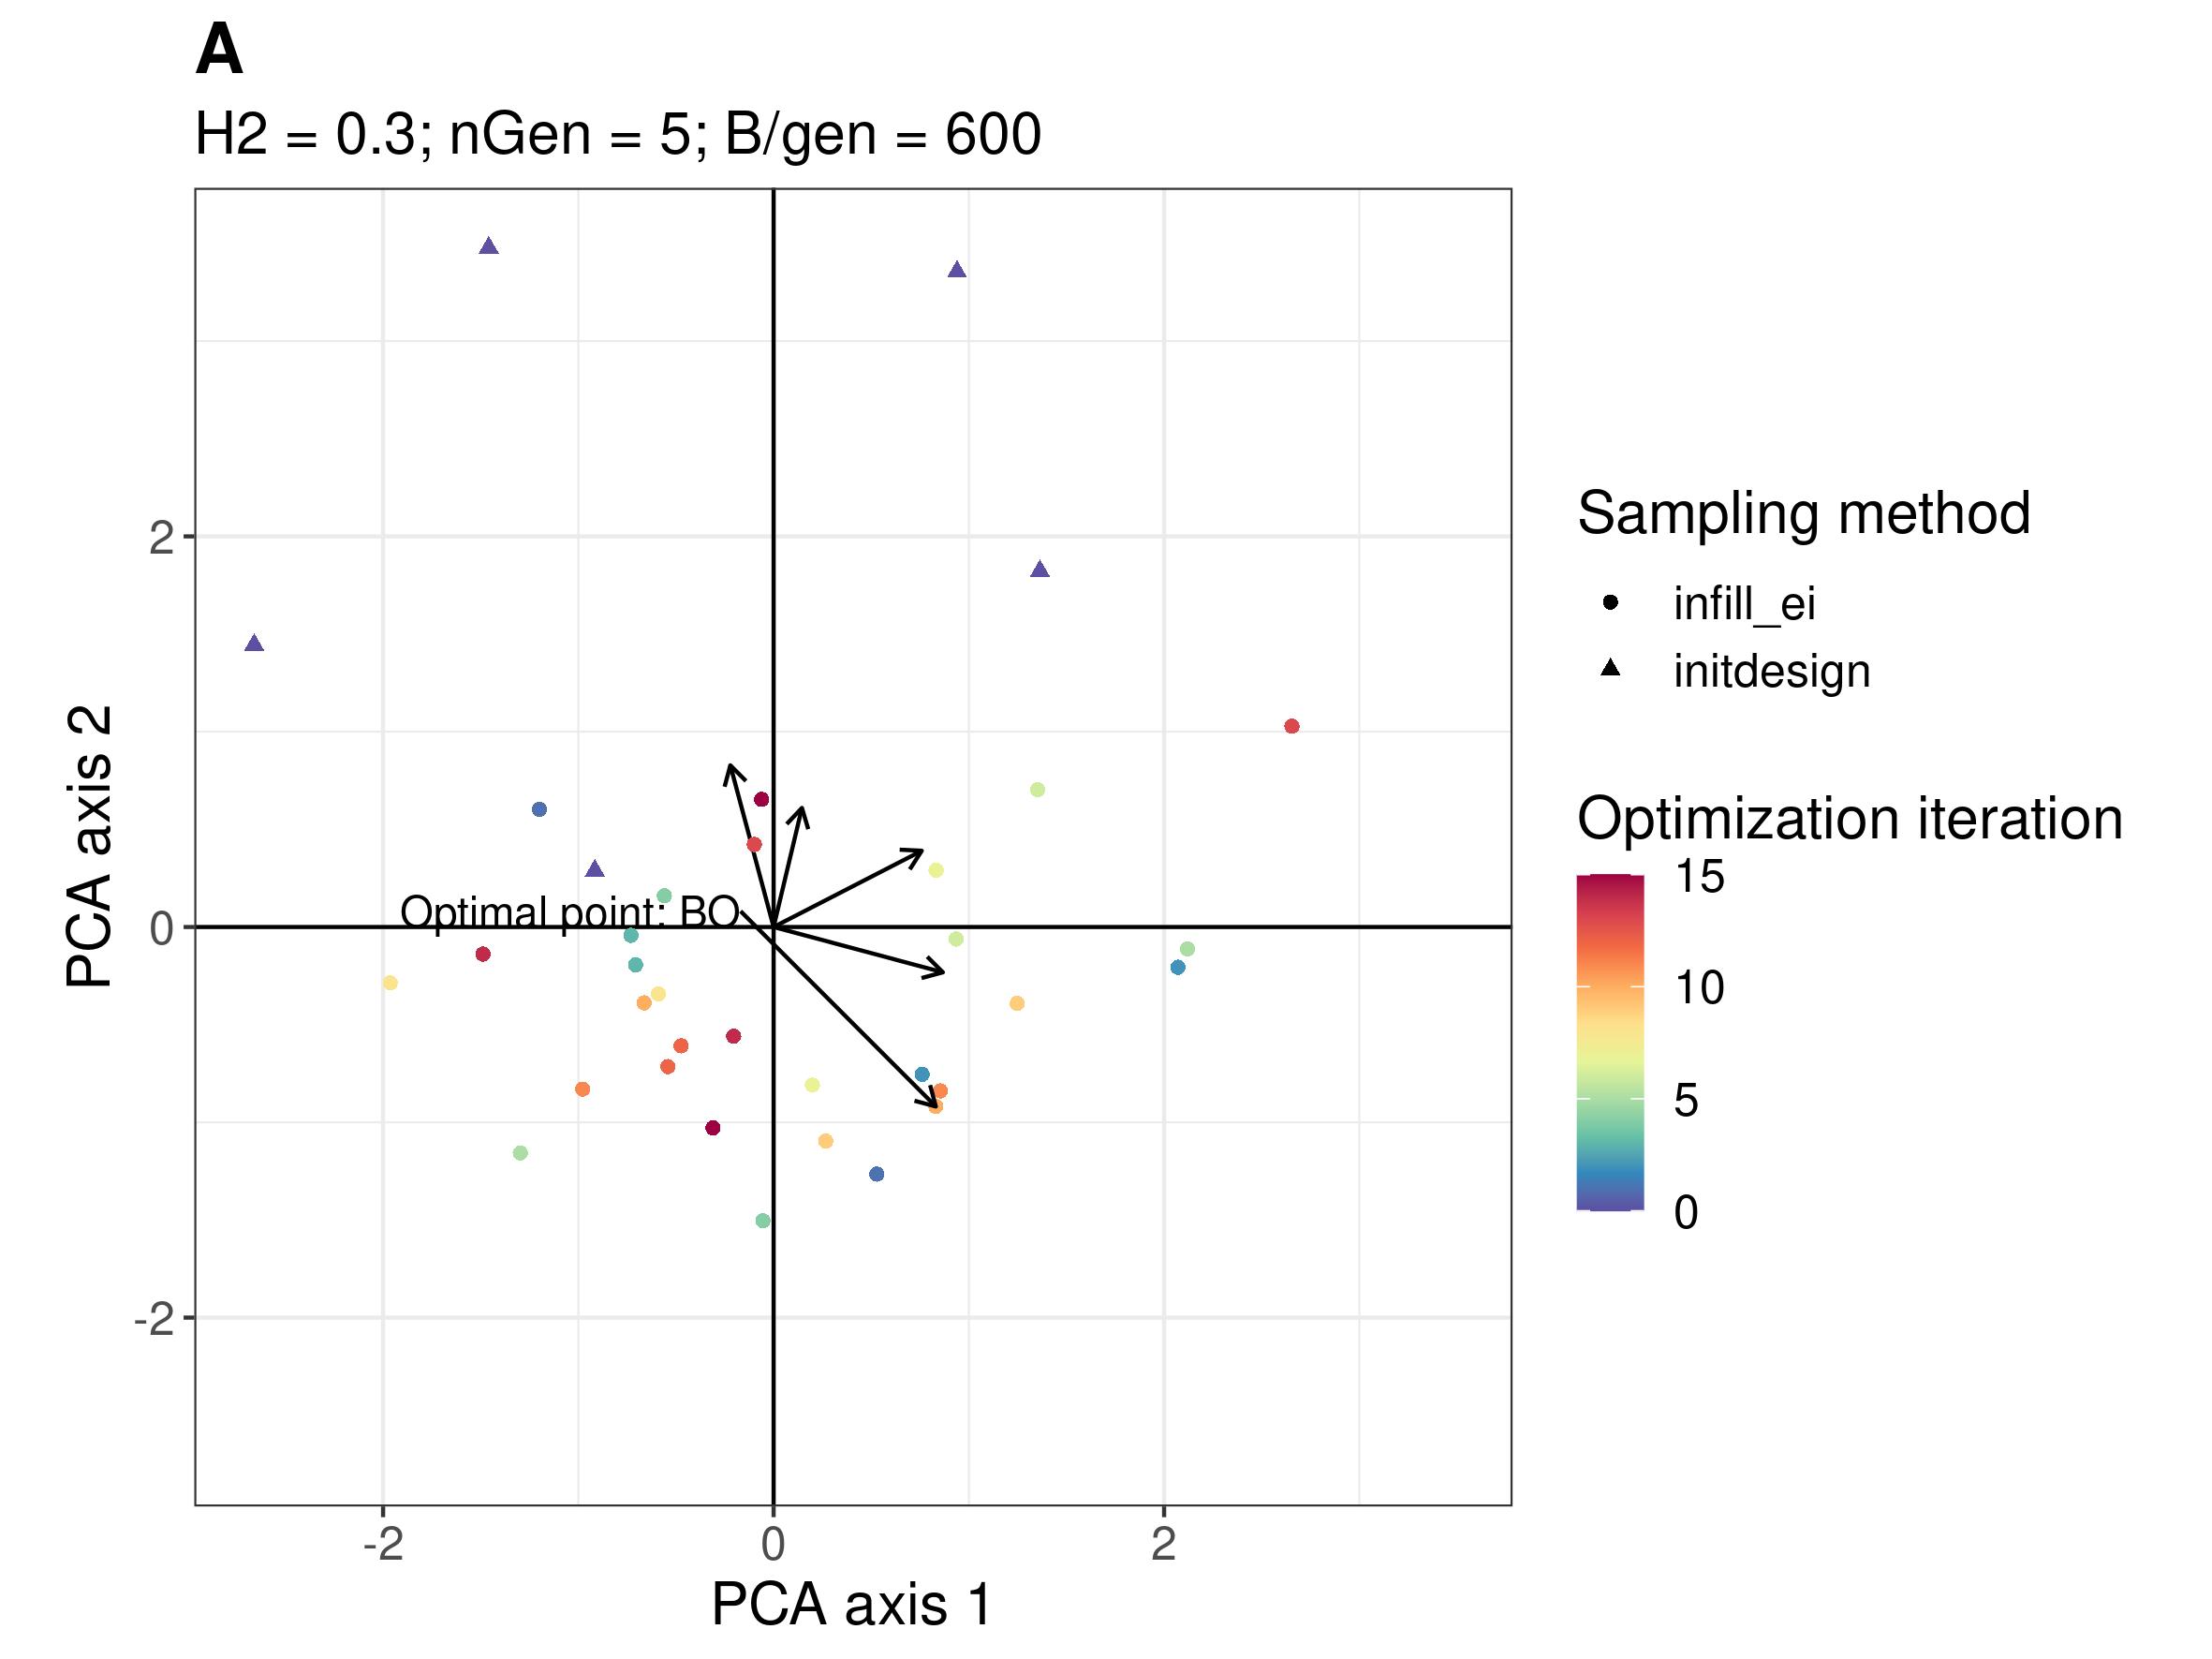 A
H2 = 0.3; nGen = 5; B/gen = 600
PCA axis 2
2
0
-2
Optimal point: BO
-2
0
2
PCA axis 1
Sampling method
infill_ei
initdesign
Optimization iteration
15
10
5
0